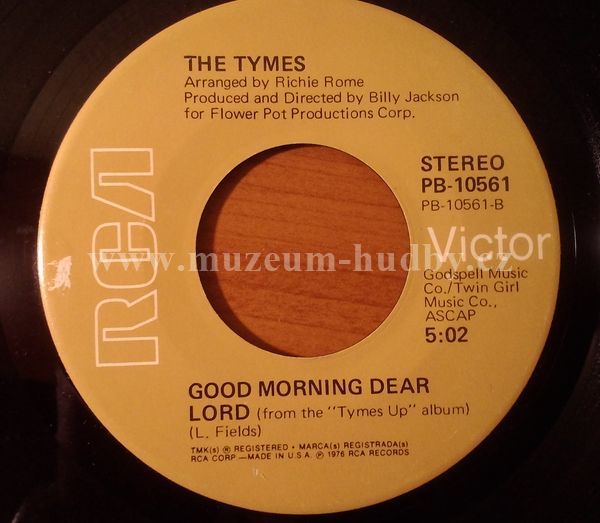 THE TYMES
Arranged by Richie Rome
Produced and Directed by Billy Jackson
for Flower Pot Productions Corp.
RCA
STEREO
PB-10561
PB-10561-B
Victor
www.muzeum-hudby.cz
Godspell Music
Co./Twin Girl
Music Co.,
ASCAP
5:02
GOOD MORNING DEAR
LORD (from the "Tymes Up" album)
(L. Fields)
TMK(s) ® REGISTERED • MARCA(s) REGISTRADA(s)
RCA CORP.—MADE IN U.S.A. ℗ 1976 RCA RECORDS